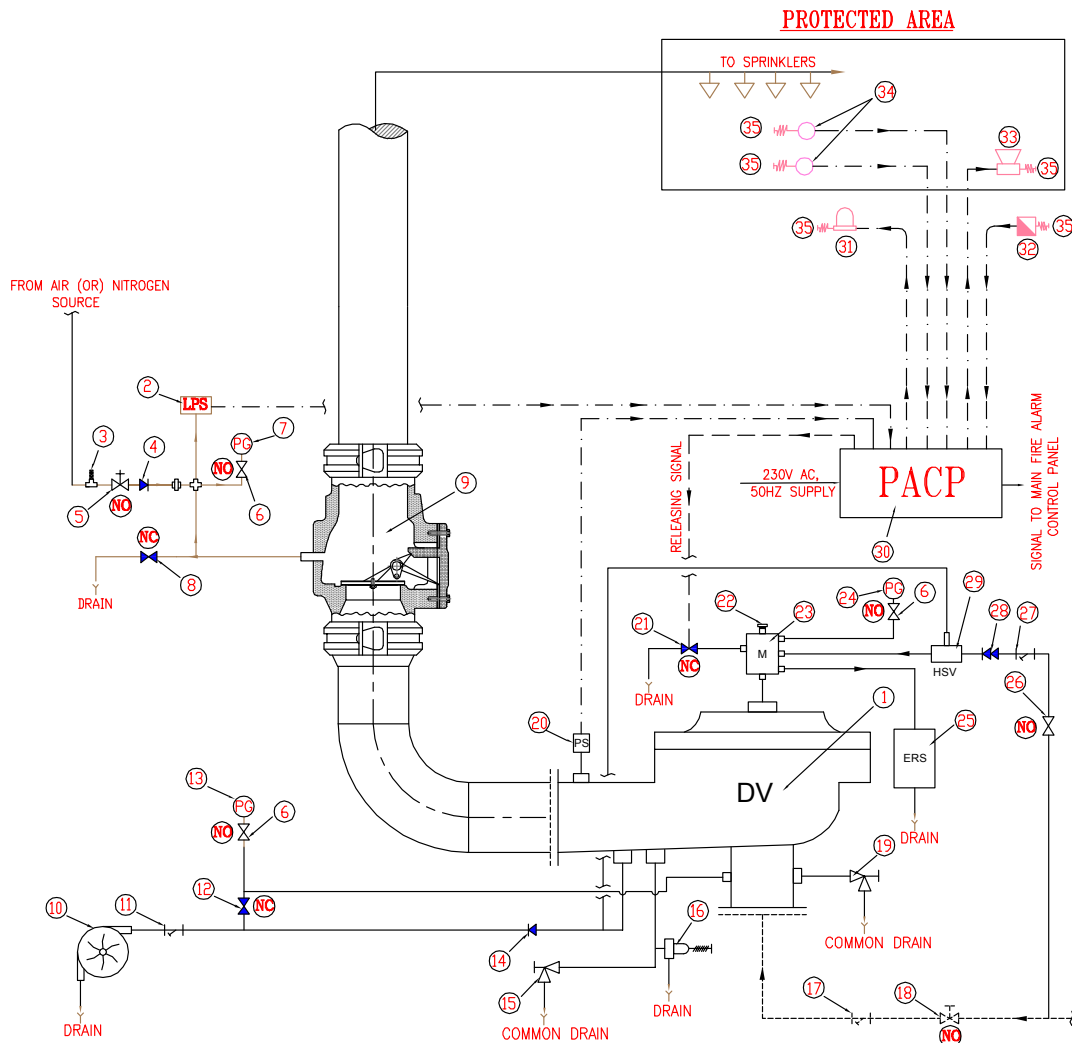 PROTECTED AREA
TO SPRINKLERS
34
35
33
35
35
35
31
32
35
FROM AIR (OR) NITROGEN
SOURCE
2
LPS
3
4
7
PG
NO
5
NO
6
9
NC
8
DRAIN
RELEASING SIGNAL
230V AC,
50HZ SUPPLY
PACP
30
SIGNAL TO MAIN FIRE ALARM
CONTROL PANEL
22
23
24
PG
6
NO
29
28
27
21
M
NC
HSV
DRAIN
26
NO
1
25
20
PS
ERS
DV
DRAIN
13
PG
6
NO
12
NC
19
COMMON DRAIN
10
11
14
16
15
DRAIN
COMMON DRAIN
DRAIN
17
18
NO